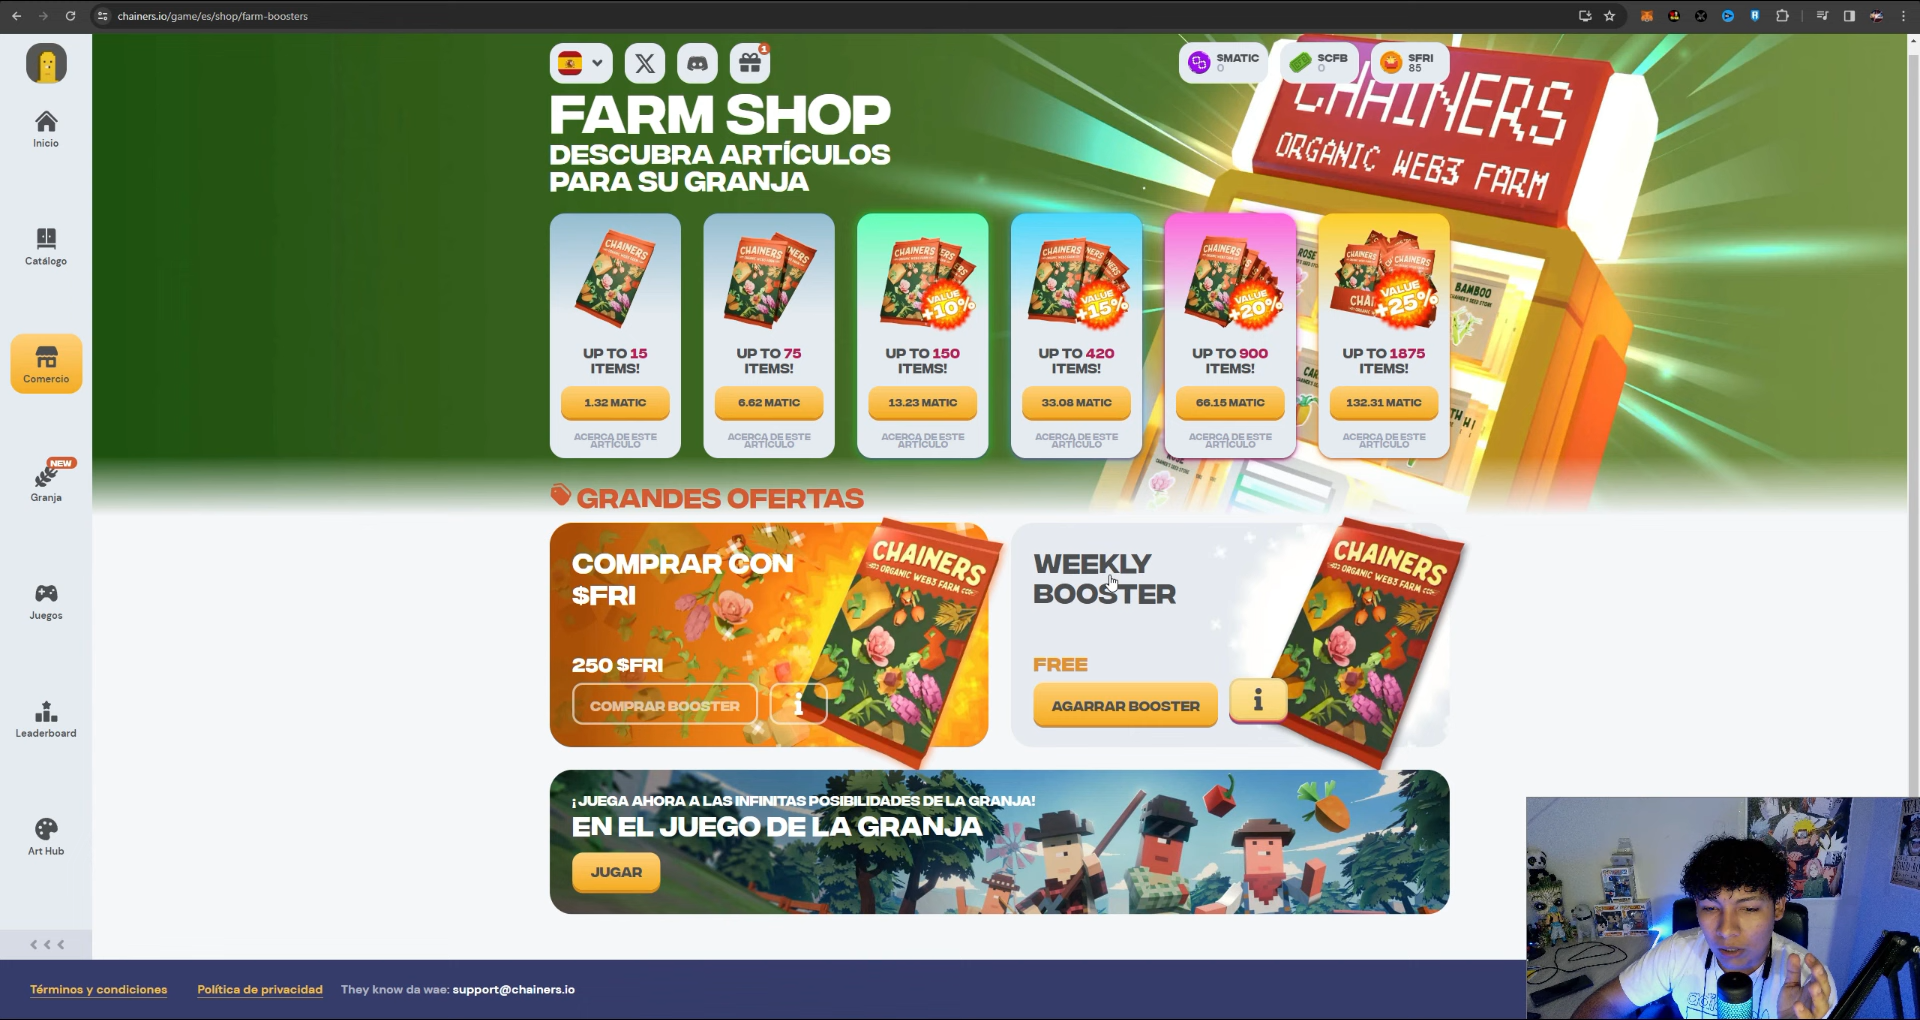 chainers.io/game/es/shop/farm-boosters
$MATIC
0
$CFB
0
$FRI
85
1
FARM SHOP
DESCUBRA ARTÍCULOS
PARA SU GRANJA
CHAINERS
ORGANIC WEB3 FARM
Inicio
Catálogo
Comercio
NEW
Granja
Juegos
Leaderboard
Art Hub
CHAINERS
CHAINERS
CHAINERS
VALUE
+10%
CHAINERS
VALUE
+15%
CHAINERS
VALUE
+20%
VALUE
+25%
ROSE
BAMBOO
UP TO 15
ITEMS!
UP TO 75
ITEMS!
UP TO 150
ITEMS!
UP TO 420
ITEMS!
UP TO 900
ITEMS!
UP TO 1875
ITEMS!
1.32 MATIC
6.62 MATIC
13.23 MATIC
33.08 MATIC
66.15 MATIC
132.31 MATIC
ACERCA DE ESTE
ARTÍCULO
ACERCA DE ESTE
ARTÍCULO
ACERCA DE ESTE
ARTÍCULO
ACERCA DE ESTE
ARTÍCULO
ACERCA DE ESTE
ARTÍCULO
ACERCA DE ESTE
ARTÍCULO
GRANDES OFERTAS
COMPRAR CON
$FRI
250 $FRI
COMPRAR BOOSTER
i
CHAINERS
ORGANIC WEB3 FARM
WEEKLY
BOOSTER
FREE
AGARRAR BOOSTER
i
CHAINERS
ORGANIC WEB3 FARM
¡JUEGA AHORA A LAS INFINITAS POSIBILIDADES DE LA GRANJA!
EN EL JUEGO DE LA GRANJA
JUGAR
Términos y condiciones
Política de privacidad
They know da wae: support@chainers.io